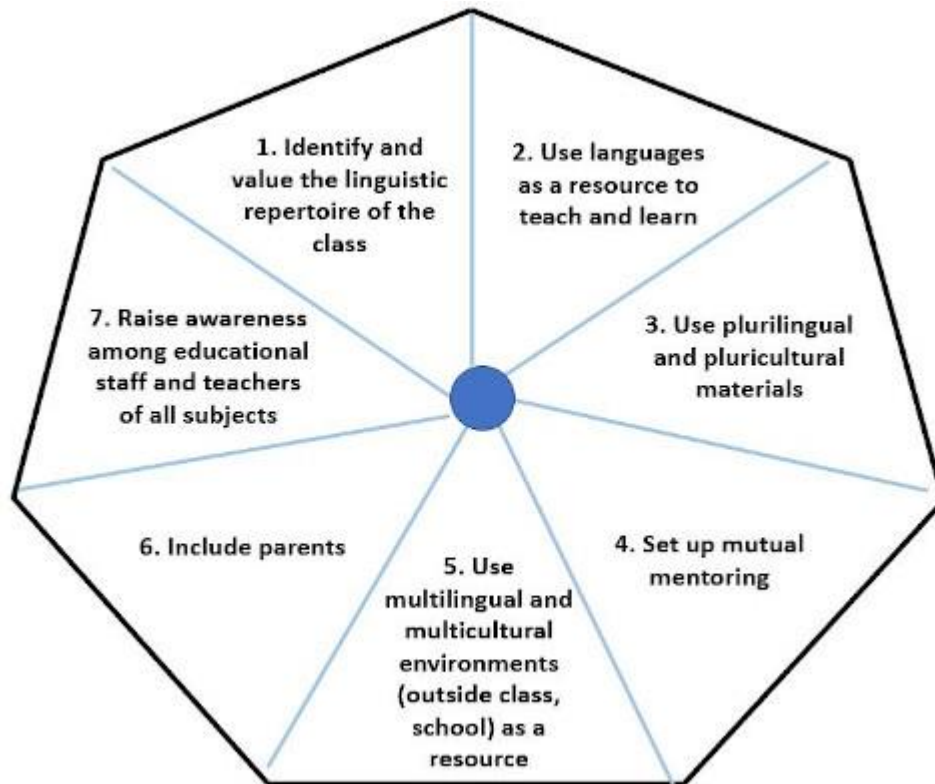 1. Identify and
value the linguistic
repertoire of the
class
2. Use languages
as a resource to
teach and learn
3. Use plurilingual
and pluricultural
materials
4. Set up mutual
mentoring
5. Use
multilingual and
multicultural
environments
(outside class,
school) as a
resource
6. Include parents
7. Raise awareness
among educational
staff and teachers
of all subjects